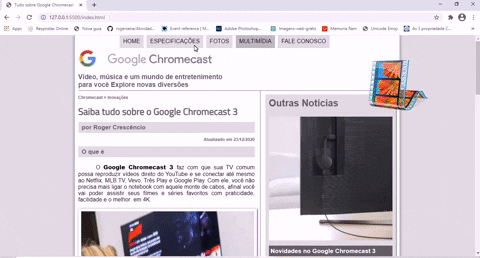 Tudo sobre o Google Chromecast
127.0.0.1:5500/index.html
Apps
Respostas Online
Nova guia
rogersena/Atividad...
Event reference | M...
Adobe Photoshop...
Imagens-web-grafis
Memoria Ram
Unicode Emoji
As 3 propriedade C...
HOME ESPECIFICAÇÕES FOTOS MULTIMÍDIA FALE CONOSCO
Google Chromecast
Vídeo, música e um mundo de entretenimento
para você Explore novas diversões
Chromecast > Inovações
Saiba tudo sobre o Google Chromecast 3
por Roger Crescêncio
Atualizado em 23/12/2020
O que é
O Google Chromecast 3 faz com que sua TV comum
possa reproduzir vídeos direto do YouTube e se conectar até mesmo
ao Netflix, MLB TV, Vevo, Três Play e Google Play. Com ele, você não
precisa mais ligar o notebook com aquele monte de cabos, afinal você
vai poder assistir seus filmes e séries favoritos com praticidade,
facilidade e o melhor em 4K.
Outras Notícias
Novidades no Google Chromecast 3